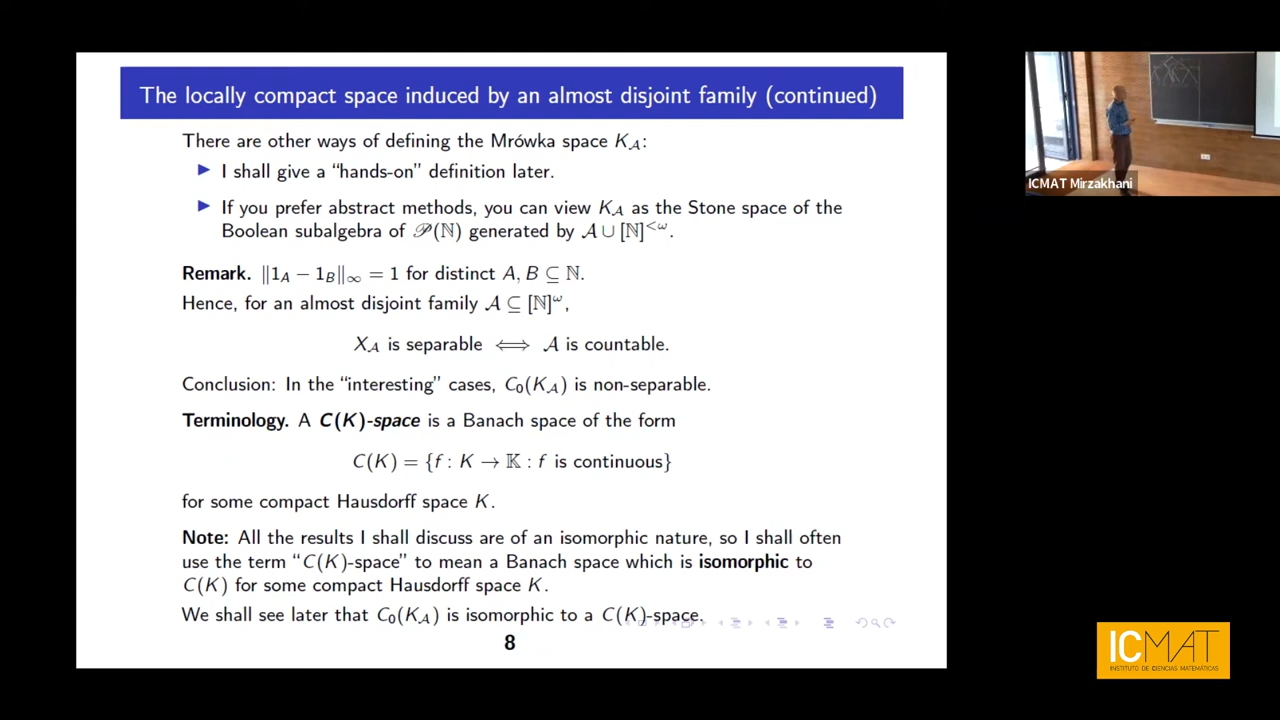 The locally compact space induced by an almost disjoint family (continued)
There are other ways of defining the Mrówka space K_𝒜:
▶ I shall give a “hands-on” definition later.
▶ If you prefer abstract methods, you can view K_𝒜 as the Stone space of the
Boolean subalgebra of 𝒫(ℕ) generated by 𝒜 ∪ [ℕ]^{<ω}.
Remark. ‖1_A − 1_B‖_∞ = 1 for distinct A, B ⊆ ℕ.
Hence, for an almost disjoint family 𝒜 ⊆ [ℕ]^ω,
X_𝒜 is separable ⟺ 𝒜 is countable.
Conclusion: In the “interesting” cases, C₀(K_𝒜) is non-separable.
Terminology. A C(K)-space is a Banach space of the form
C(K) = {f : K → 𝕂 : f is continuous}
for some compact Hausdorff space K.
Note: All the results I shall discuss are of an isomorphic nature, so I shall often
use the term “C(K)-space” to mean a Banach space which is isomorphic to
C(K) for some compact Hausdorff space K.
We shall see later that C₀(K_𝒜) is isomorphic to a C(K)-space.
8
ICMAT Mirzakhani
ICMAT
INSTITUTO DE CIENCIAS MATEMÁTICAS